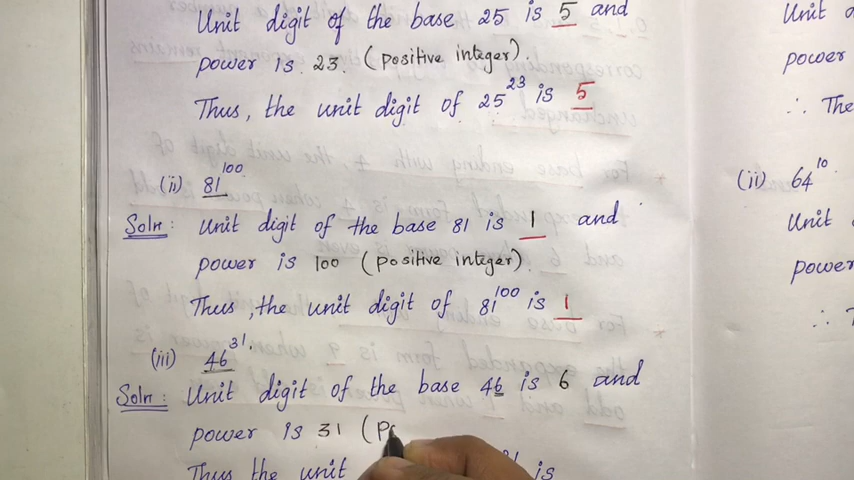 Unit digit of the base 25 is 5 and
power is 23. (positive integer).
Thus, the unit digit of 25^23 is 5
(ii) 81^100.
Soln: Unit digit of the base 81 is 1 and
power is 100 (positive integer).
Thus, the unit digit of 81^100 is 1
(iii) 46^31.
Soln: Unit digit of the base 46 is 6 and
power is 31 (P
Thus the unit is
Unit
power
∴ The
(ii) 64^10
Unit
power
∴